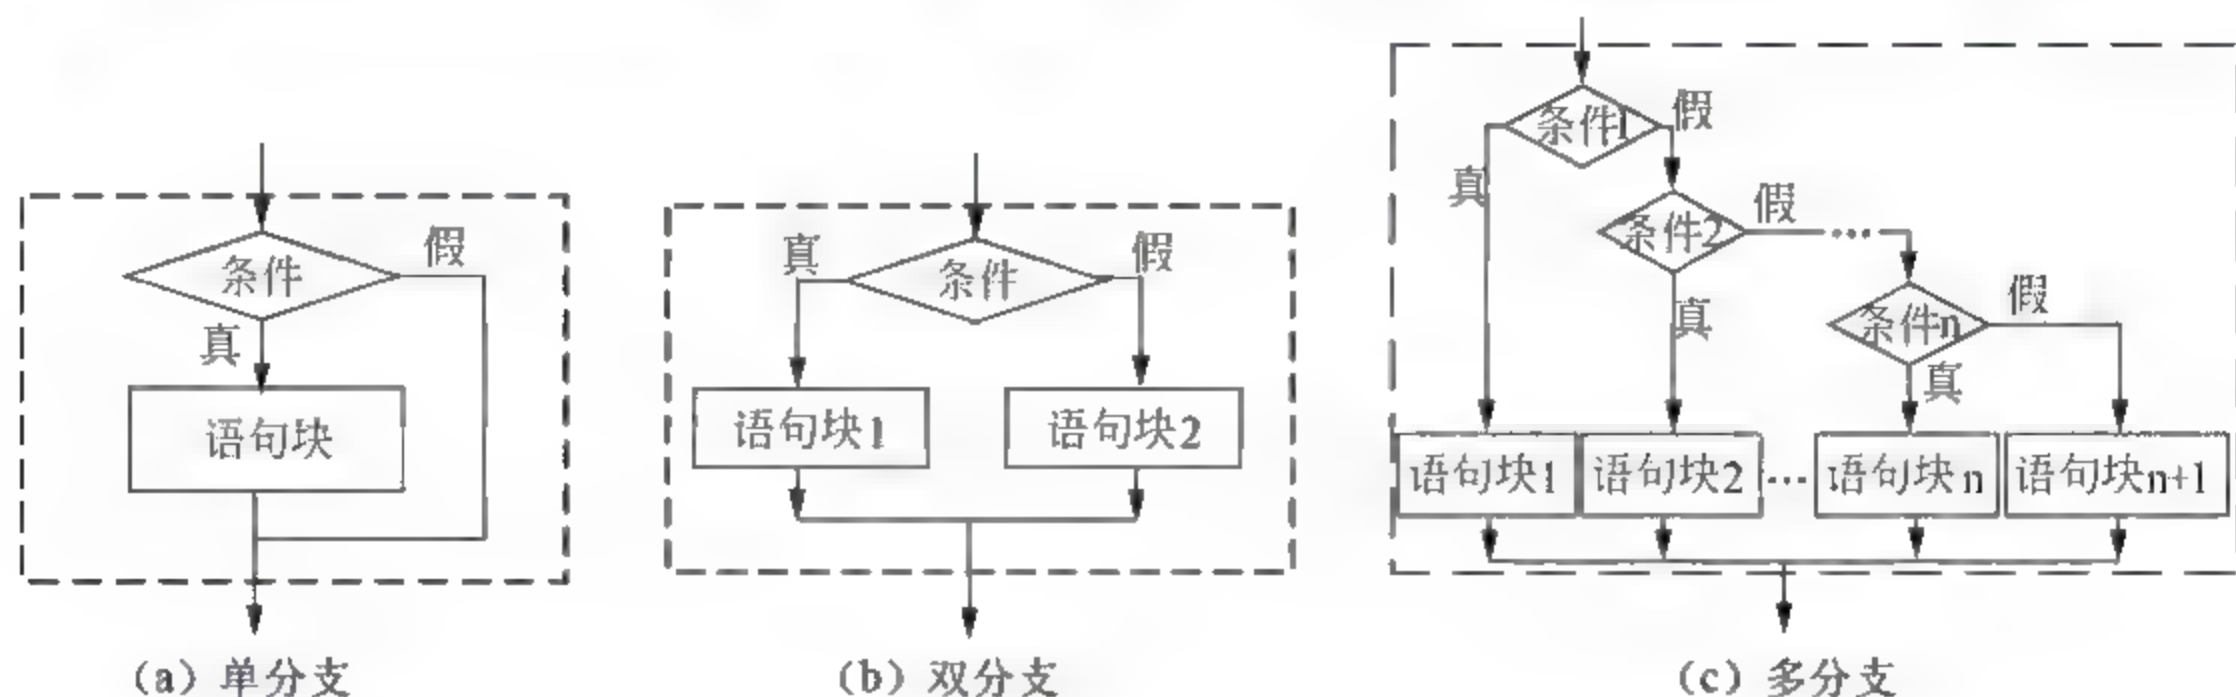 条件
假
真
语句块
(a) 单分支
真
条件
假
语句块1
语句块2
(b) 双分支
条件1
假
真
条件2
假
...
真
条件n
假
真
语句块1
语句块2
...
语句块n
语句块n+1
(c) 多分支